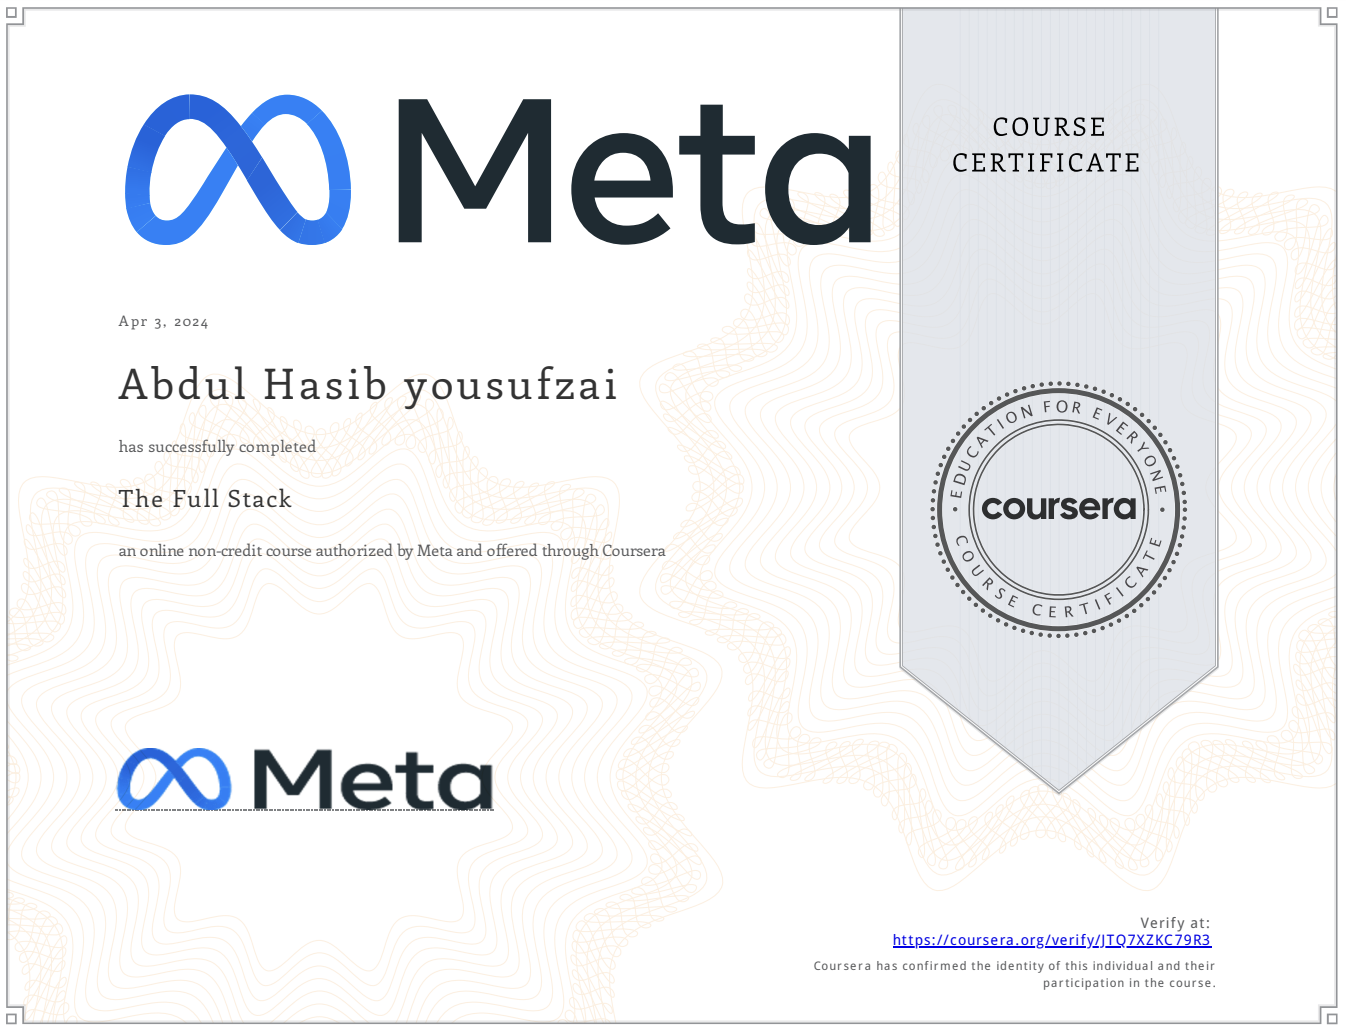 Meta
COURSE
CERTIFICATE
Apr 3, 2024
Abdul Hasib yousufzai
has successfully completed
The Full Stack
an online non-credit course authorized by Meta and offered through Coursera
EDUCATION FOR EVERYONE
coursera
COURSE CERTIFICATE
Meta
Verify at:
https://coursera.org/verify/JTQ7XZKC79R3
Coursera has confirmed the identity of this individual and their
participation in the course.